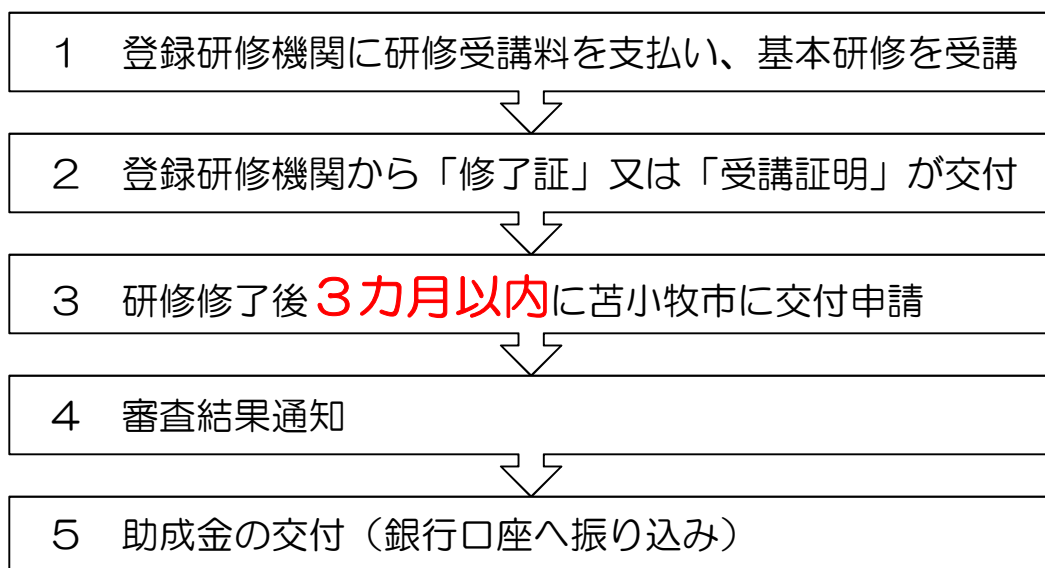 １　登録研修機関に研修受講料を支払い、基本研修を受講
２　登録研修機関から「修了証」又は「受講証明」が交付
３　研修修了後３カ月以内に苫小牧市に交付申請
４　審査結果通知
５　助成金の交付（銀行口座へ振り込み）